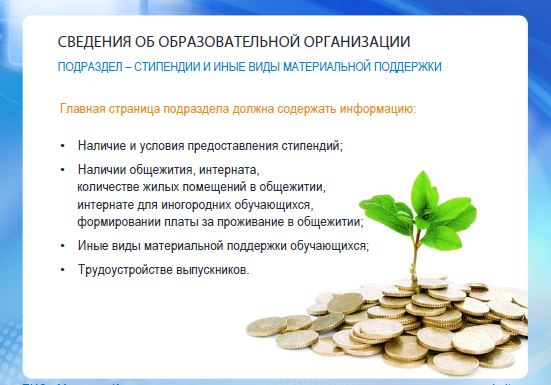 СВЕДЕНИЯ ОБ ОБРАЗОВАТЕЛЬНОЙ ОРГАНИЗАЦИИ
ПОДРАЗДЕЛ – СТИПЕНДИИ И ИНЫЕ ВИДЫ МАТЕРИАЛЬНОЙ ПОДДЕРЖКИ
Главная страница подраздела должна содержать информацию:
• Наличие и условия предоставления стипендий;
• Наличии общежития, интерната,
количестве жилых помещений в общежитии,
интернате для иногородних обучающихся,
формировании платы за проживание в общежитии;
• Иные виды материальной поддержки обучающихся;
• Трудоустройстве выпускников.